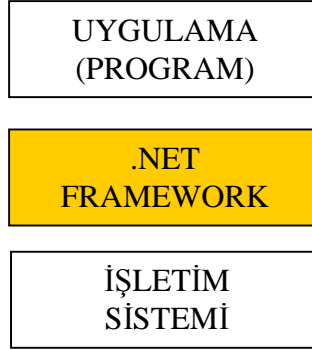 UYGULAMA
(PROGRAM)
.NET
FRAMEWORK
İŞLETİM
SİSTEMİ